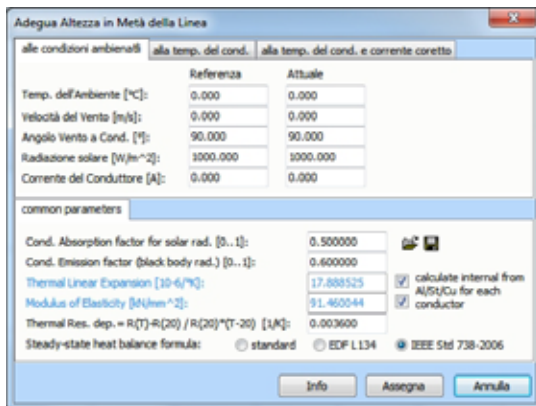 Adegua Altezza in Metà della Linea
alle condizioni ambienatli alla temp. del cond. alla temp. del cond. e corrente coretto
Referenza Attuale
Temp. dell'Ambiente [°C]: 0.000 0.000
Velocità del Vento [m/s]: 0.000 0.000
Angolo Vento a Cond. [°]: 90.000 90.000
Radiazione solare [W/m^2]: 1000.000 1000.000
Corrente del Conduttore [A]: 0.000 0.000
common parameters
Cond. Absorption factor for solar rad. [0..1]: 0.500000
Cond. Emission factor (black body rad.) [0..1]: 0.600000
Thermal Linear Expansion [10-6/°K]: 17.888525 calculate internal from
Modulus of Elasticity [kN/mm^2]: 91.460044 Al/St/Cu for each
conductor
Thermal Res. dep. = R(T)-R(20) / R(20)*(T-20) [1/K]: 0.003600
Steady-state heat balance formula: standard EDF L134 IEEE Std 738-2006
Info Assegna Annulla